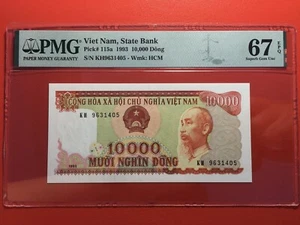 PMG
PAPER MONEY GUARANTY
Viet Nam, State Bank
Pick# 115a 1993 10,000 Dông
S/N KH9631405 - Wmk: HCM
67 EPQ
Superb Gem Unc
CỘNG HÒA XÃ HỘI CHỦ NGHĨA VIỆT NAM
10000
KH 9631405
10000
MƯỜI NGHÌN ĐỒNG
KH 9631405
1993